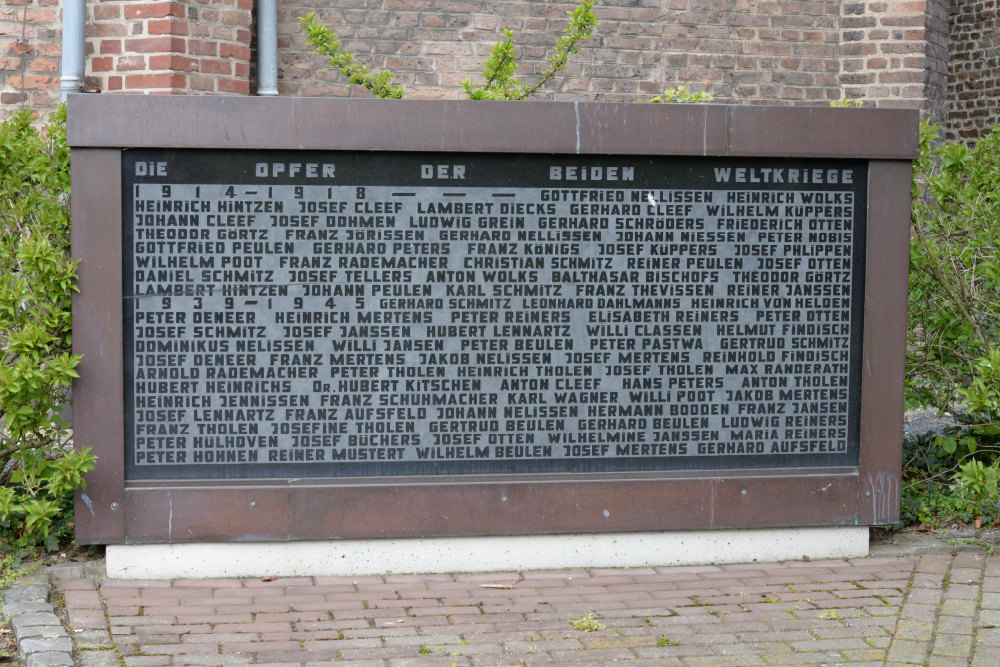 DIE OPFER DER BEIDEN WELTKRIEGE
1914-1918 — — — GOTTFRIED NELLISSEN HEINRICH WOLKS
HEINRICH HINTZEN JOSEF CLEEF LAMBERT DIECKS GERHARD CLEEF WILHELM KÜPPERS
JOHANN CLEEF JOSEF DOHMEN LUDWIG GREIN GERHARD SCHRÖDERS FRIEDERICH OTTEN
THEODOR GÖRTZ FRANZ JÖRISSEN GERHARD NELLISSEN JOHANN NIESSEN PETER NOBIS
GOTTFRIED PEULEN GERHARD PETERS FRANZ KÖNIGS JOSEF KÜPPERS JOSEF PHLIPPEN
WILHELM POOT FRANZ RADEMACHER CHRISTIAN SCHMITZ REINER PEULEN JOSEF OTTEN
DANIEL SCHMITZ JOSEF TELLERS ANTON WOLKS BALTHASAR BISCHOFS THEODOR GÖRTZ
LAMBERT HINTZEN JOHANN PEULEN KARL SCHMITZ FRANZ THEVISSEN REINER JANSSEN
1939-1945 GERHARD SCHMITZ LEONHARD DAHLMANNS HEINRICH VON HELDEN
PETER DENEER HEINRICH MERTENS PETER REINERS ELISABETH REINERS PETER OTTEN
JOSEF SCHMITZ JOSEF JANSSEN HUBERT LENNARTZ WILLI CLASSEN HELMUT FINDISCH
DOMINIKUS NELISSEN WILLI JANSEN PETER BEULEN PETER PASTWA GERTRUD SCHMITZ
JOSEF DENEER FRANZ MERTENS JAKOB NELISSEN JOSEF MERTENS REINHOLD FINDISCH
ARNOLD RADEMACHER PETER THOLEN HEINRICH THOLEN JOSEF THOLEN MAX RANDERATH
HUBERT HEINRICHS DR. HUBERT KITSCHEN ANTON CLEEF HANS PETERS ANTON THOLEN
HEINRICH JENNISSEN FRANZ SCHUHMACHER KARL WAGNER WILLI POOT JAKOB MERTENS
JOSEF LENNARTZ FRANZ AUFSFELD JOHANN NELISSEN HERMANN BODDEN FRANZ JANSEN
FRANZ THOLEN JOSEFINE THOLEN GERTRUD BEULEN GERHARD BEULEN LUDWIG REINERS
PETER HÜLHOVEN JOSEF BÜCHERS JOSEF OTTEN WILHELMINE JANSSEN MARIA REINERS
PETER HOHNEN REINER MUSTERT WILHELM BEULEN JOSEF MERTENS GERHARD AUFSFELD